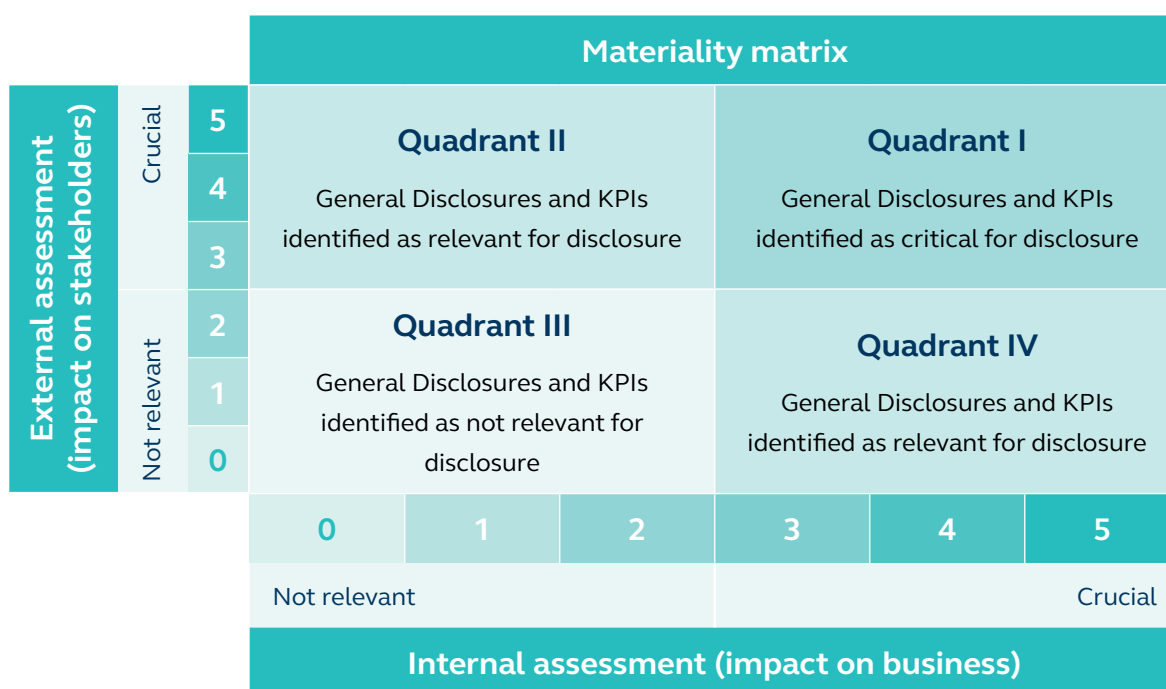 Materiality matrix
External assessment
(impact on stakeholders)
Crucial
Not relevant
5
4
3
2
1
0
Quadrant II
General Disclosures and KPIs
identified as relevant for disclosure
Quadrant I
General Disclosures and KPIs
identified as critical for disclosure
Quadrant III
General Disclosures and KPIs
identified as not relevant for
disclosure
Quadrant IV
General Disclosures and KPIs
identified as relevant for disclosure
0 1 2 3 4 5
Not relevant Crucial
Internal assessment (impact on business)